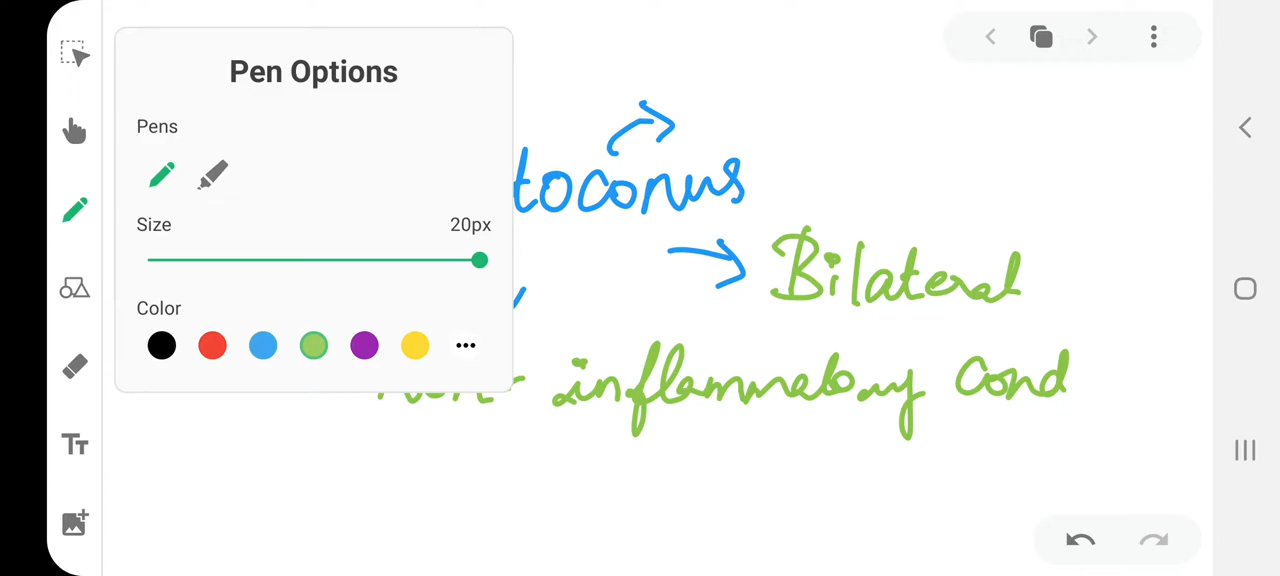 Pen Options
Pens
Size 20px
Color
toconus
Bilateral
inflammatory cond